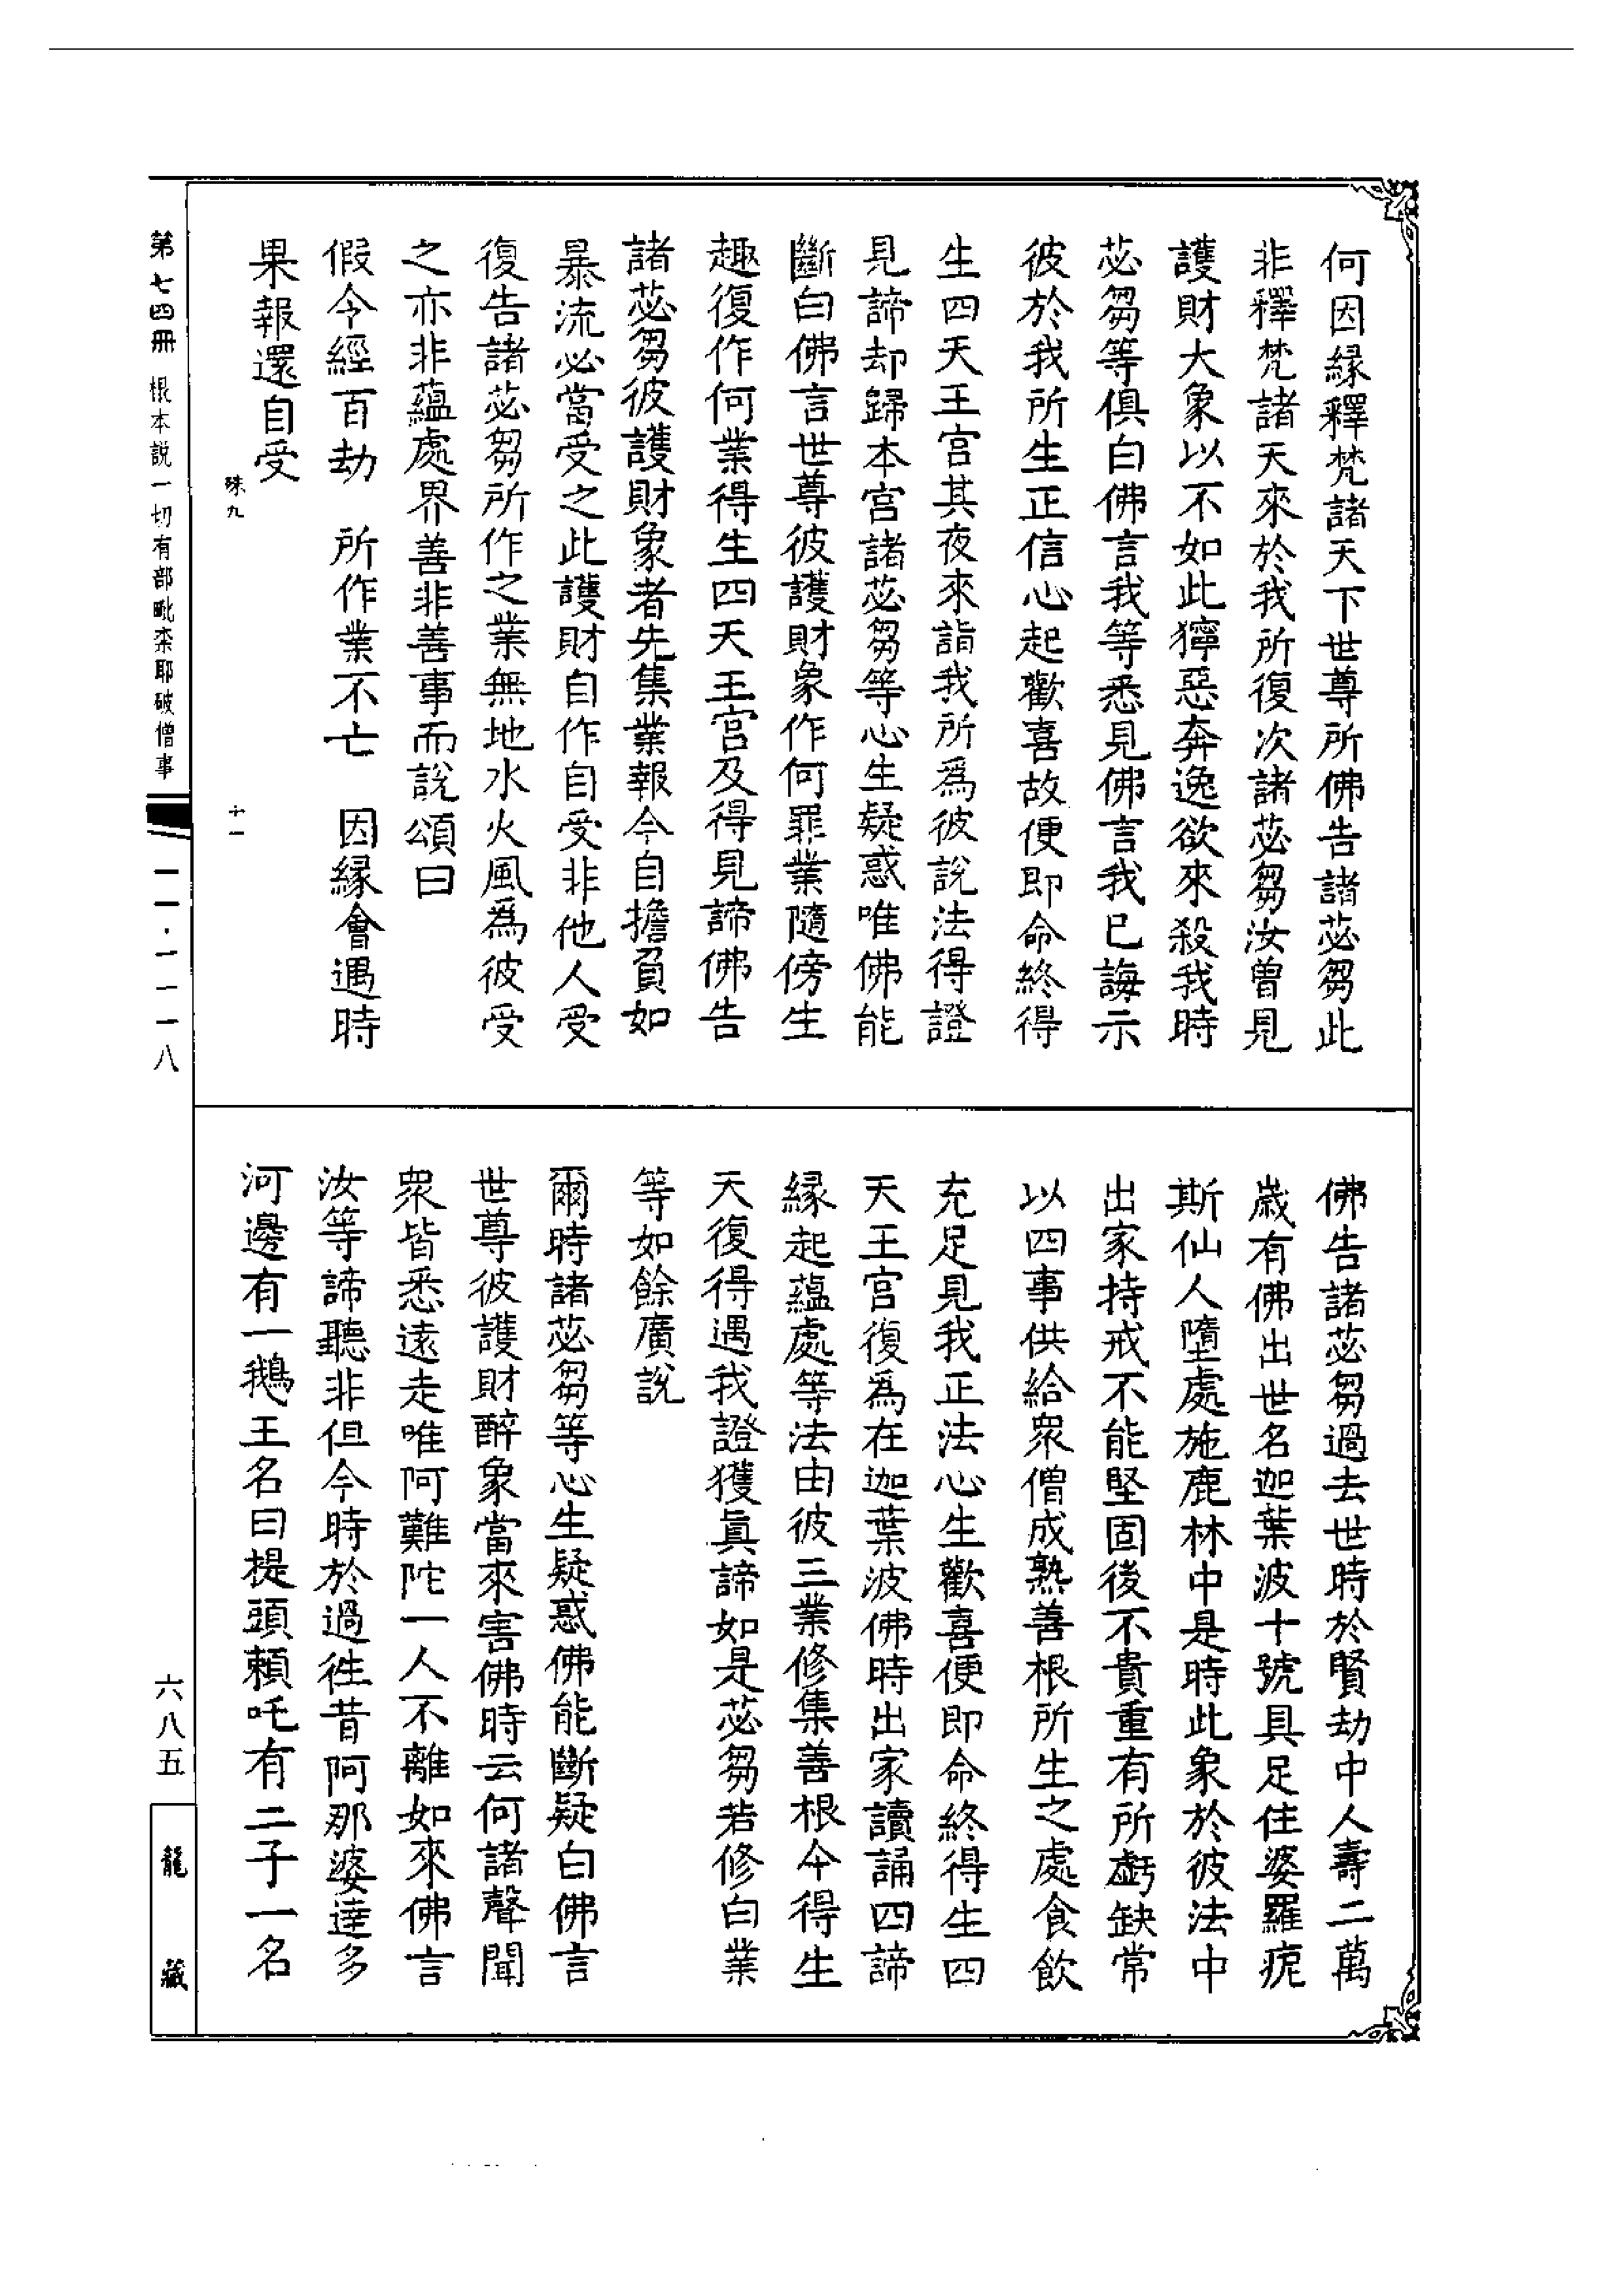 何因緣釋梵諸天下世尊所佛告諸苾芻此
非釋梵諸天來於我所復次諸苾芻汝曾見
護財大象以不如此獰惡奔逸欲來殺我時
苾芻等俱白佛言我等悉見佛言我已誨示
彼於我所生正信心起歡喜故便即命終得
生四天王宮其夜來詣我所爲彼說法得證
見諦却歸本宮諸苾芻等心生疑惑唯佛能
斷白佛言世尊彼護財象作何罪業隨傍生
趣復作何業得生四天王宮及得見諦佛告
諸苾芻彼護財象者先集業報今自擔負如
暴流必當受之此護財自作自受非他人受
復告諸苾芻所作之業無地水火風爲彼受
之亦非蘊處界善非善事而說頌曰
假令經百劫　所作業不亡　因緣會遇時
果報還自受
佛告諸苾芻過去世時於賢劫中人壽二萬
歲有佛出世名迦葉波十號具足住婆羅痆
斯仙人墮處施鹿林中是時此象於彼法中
出家持戒不能堅固後不貴重有所虧缺常
以四事供給衆僧成熟善根所生之處食飲
充足見我正法心生歡喜便即命終得生四
天王宮復爲在迦葉波佛時出家讀誦四諦
緣起蘊處等法由彼三業修集善根今得生
天復得遇我證獲眞諦如是苾芻若修白業
等如餘廣說
爾時諸苾芻等心生疑惑佛能斷疑白佛言
世尊彼護財醉象當來害佛時云何諸聲聞
衆皆悉遠走唯阿難陀一人不離如來佛言
汝等諦聽非但今時於過徃昔阿那婆達多
河邊有一鵝王名曰提頭賴吒有二子一名
殊九
十一
第七四冊　根本説一切有部毗柰耶破僧事
一一·一一一八
六八五
龍藏